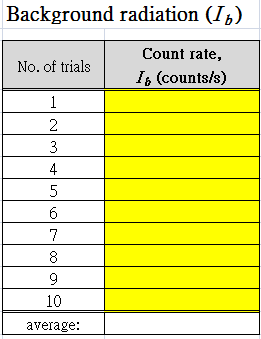 Background radiation (I_b)
No. of trials
Count rate,
I_b (counts/s)
1
2
3
4
5
6
7
8
9
10
average: